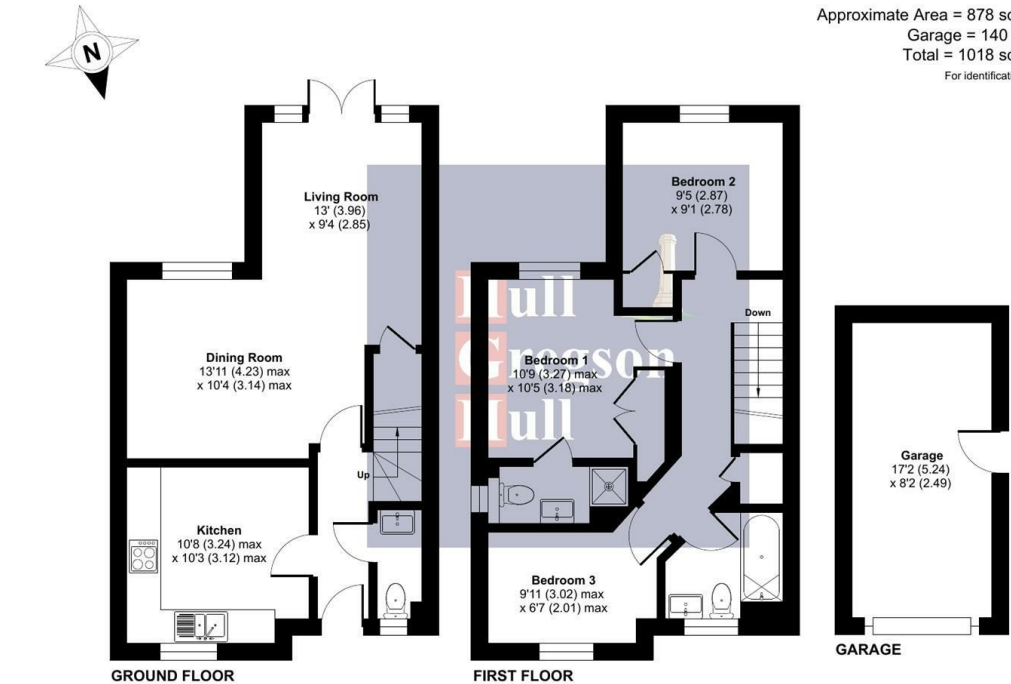 Approximate Area = 878 sq
Garage = 140
Total = 1018 sq
For identificati
N
Living Room
13' (3.96)
x 9'4 (2.85)
Dining Room
13'11 (4.23) max
x 10'4 (3.14) max
Up
Kitchen
10'8 (3.24) max
x 10'3 (3.12) max
GROUND FLOOR
Bedroom 2
9'5 (2.87)
x 9'1 (2.78)
Down
Hull
Gregson
Hull
Bedroom 1
10'9 (3.27) max
x 10'5 (3.18) max
Bedroom 3
9'11 (3.02) max
x 6'7 (2.01) max
FIRST FLOOR
Garage
17'2 (5.24)
x 8'2 (2.49)
GARAGE